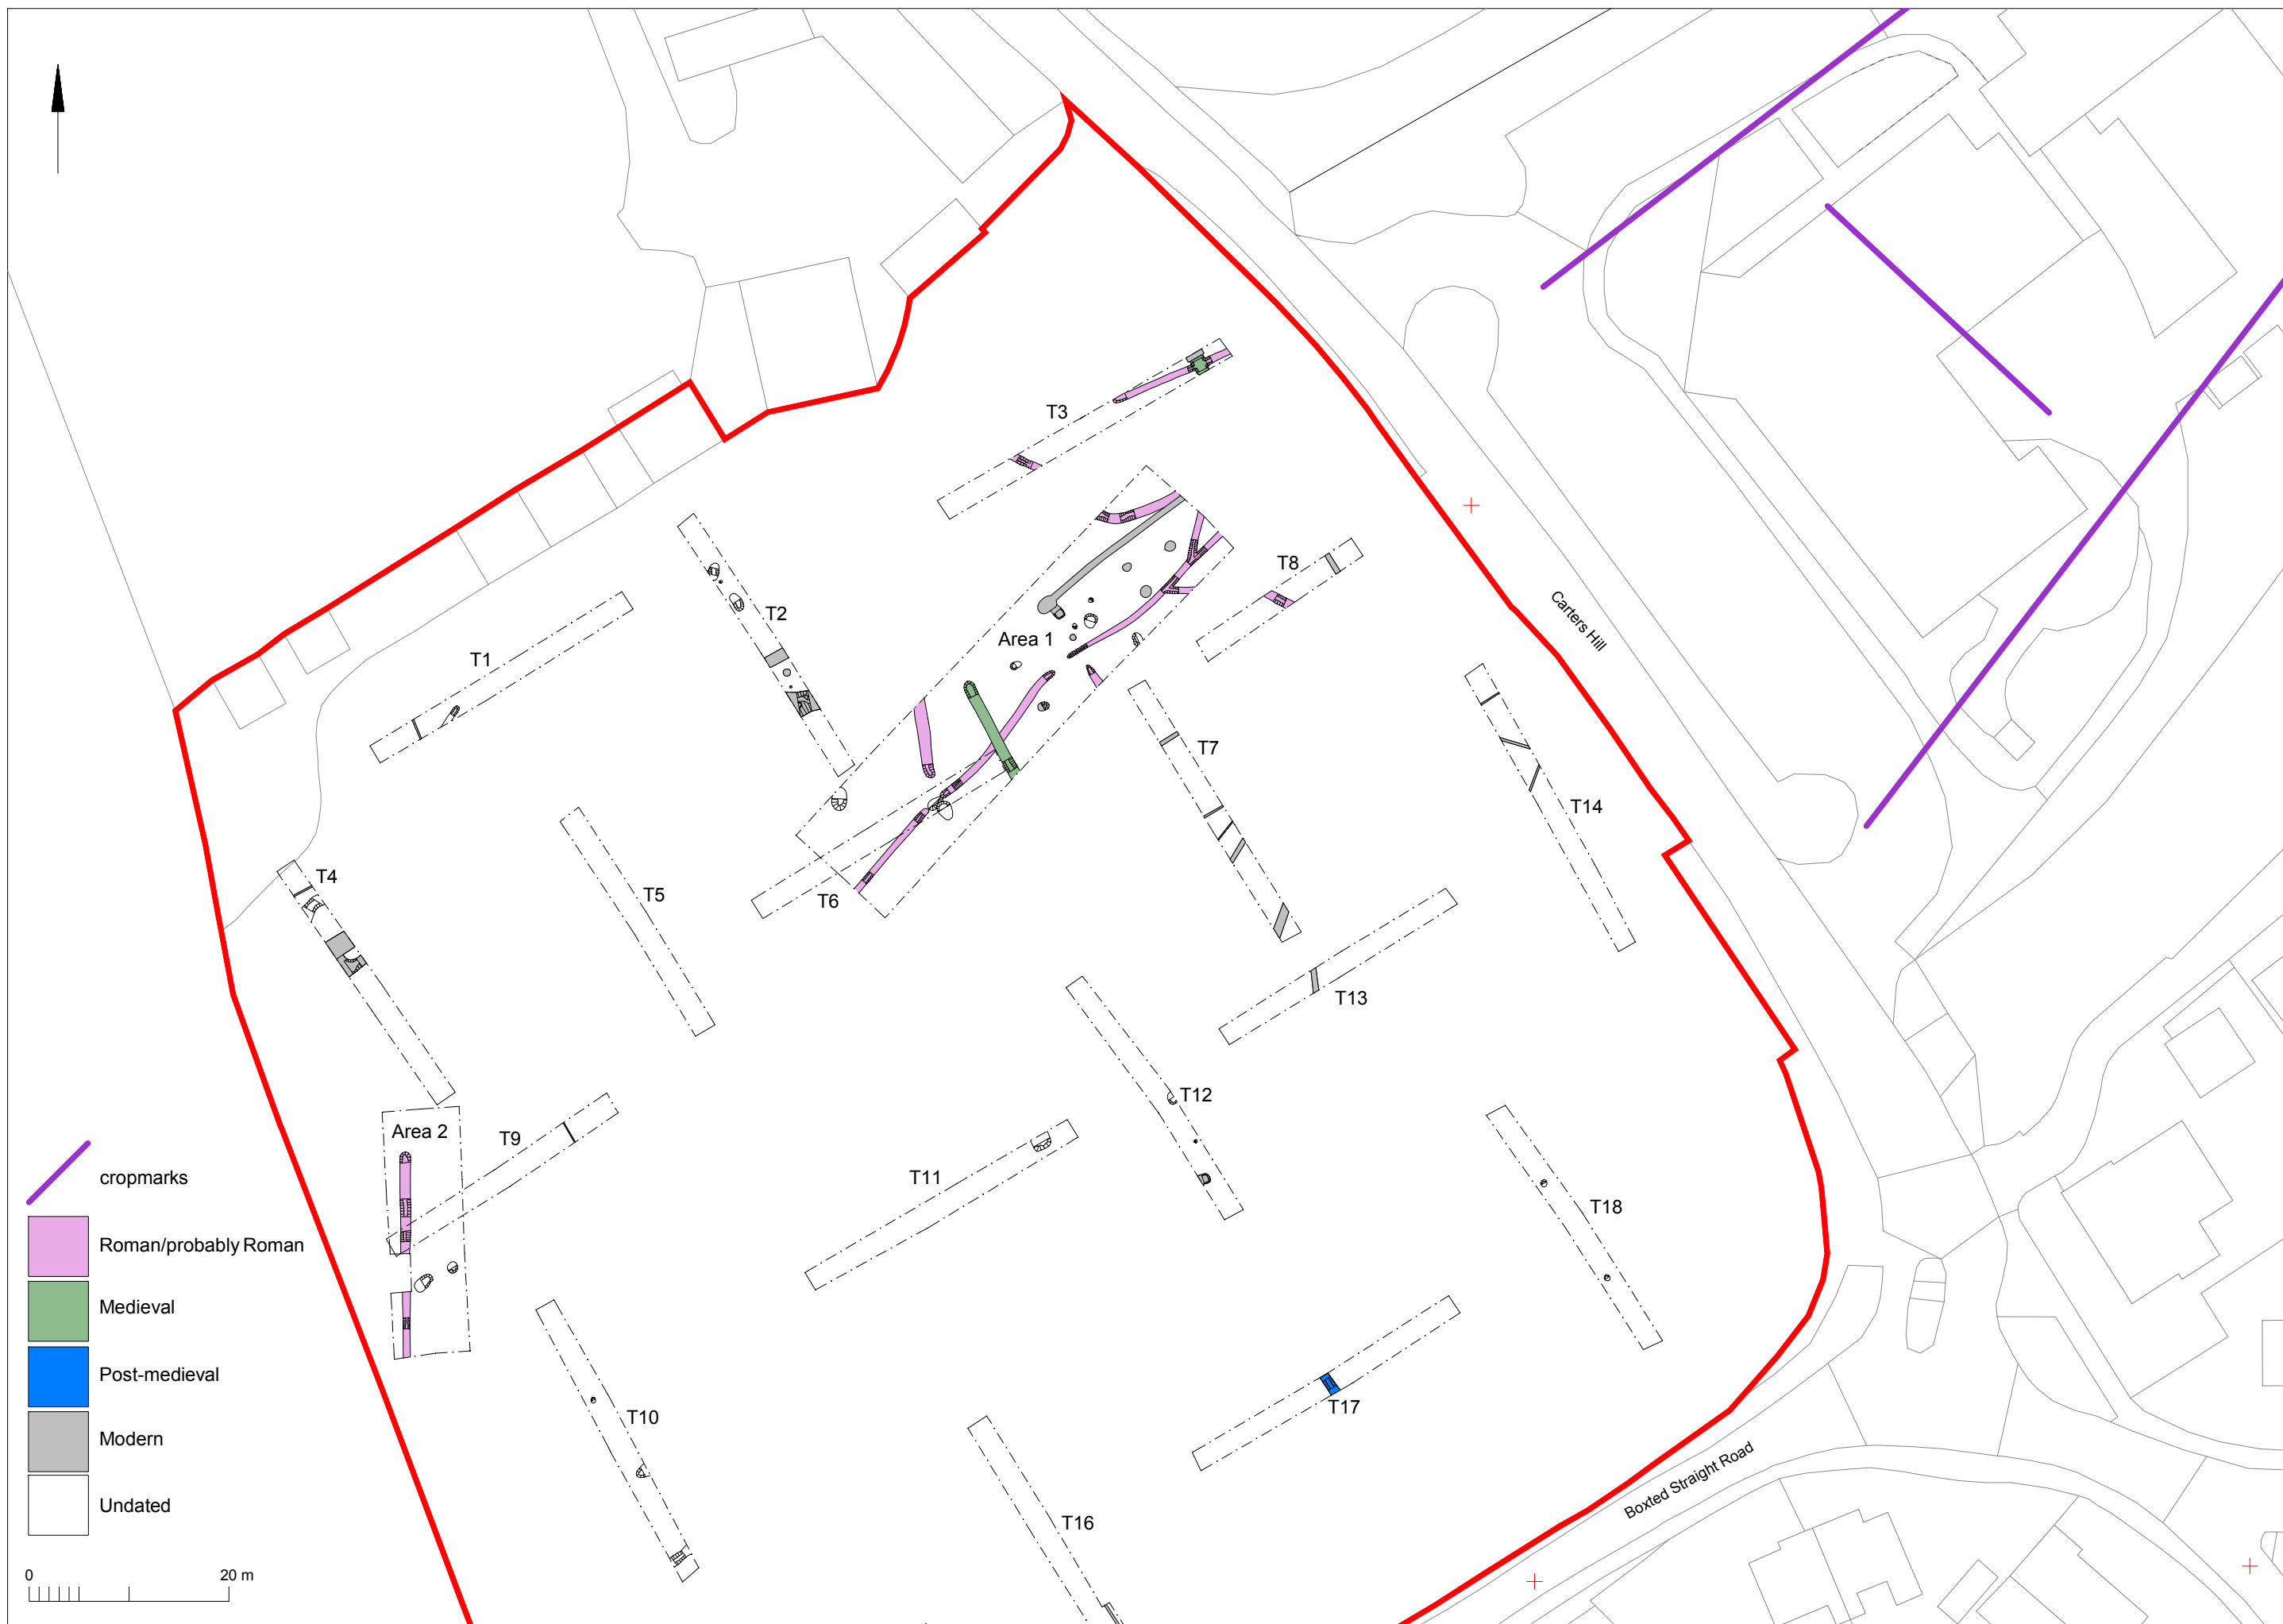 T3
T8
T2
Area 1
Carters Hill
T1
T7
T14
T4
T5
T6
T13
T12
Area 2
T9
T11
T18
cropmarks
Roman/probably Roman
Medieval
Post-medieval
Modern
Undated
T17
T10
Boxted Straight Road
T16
0
20 m